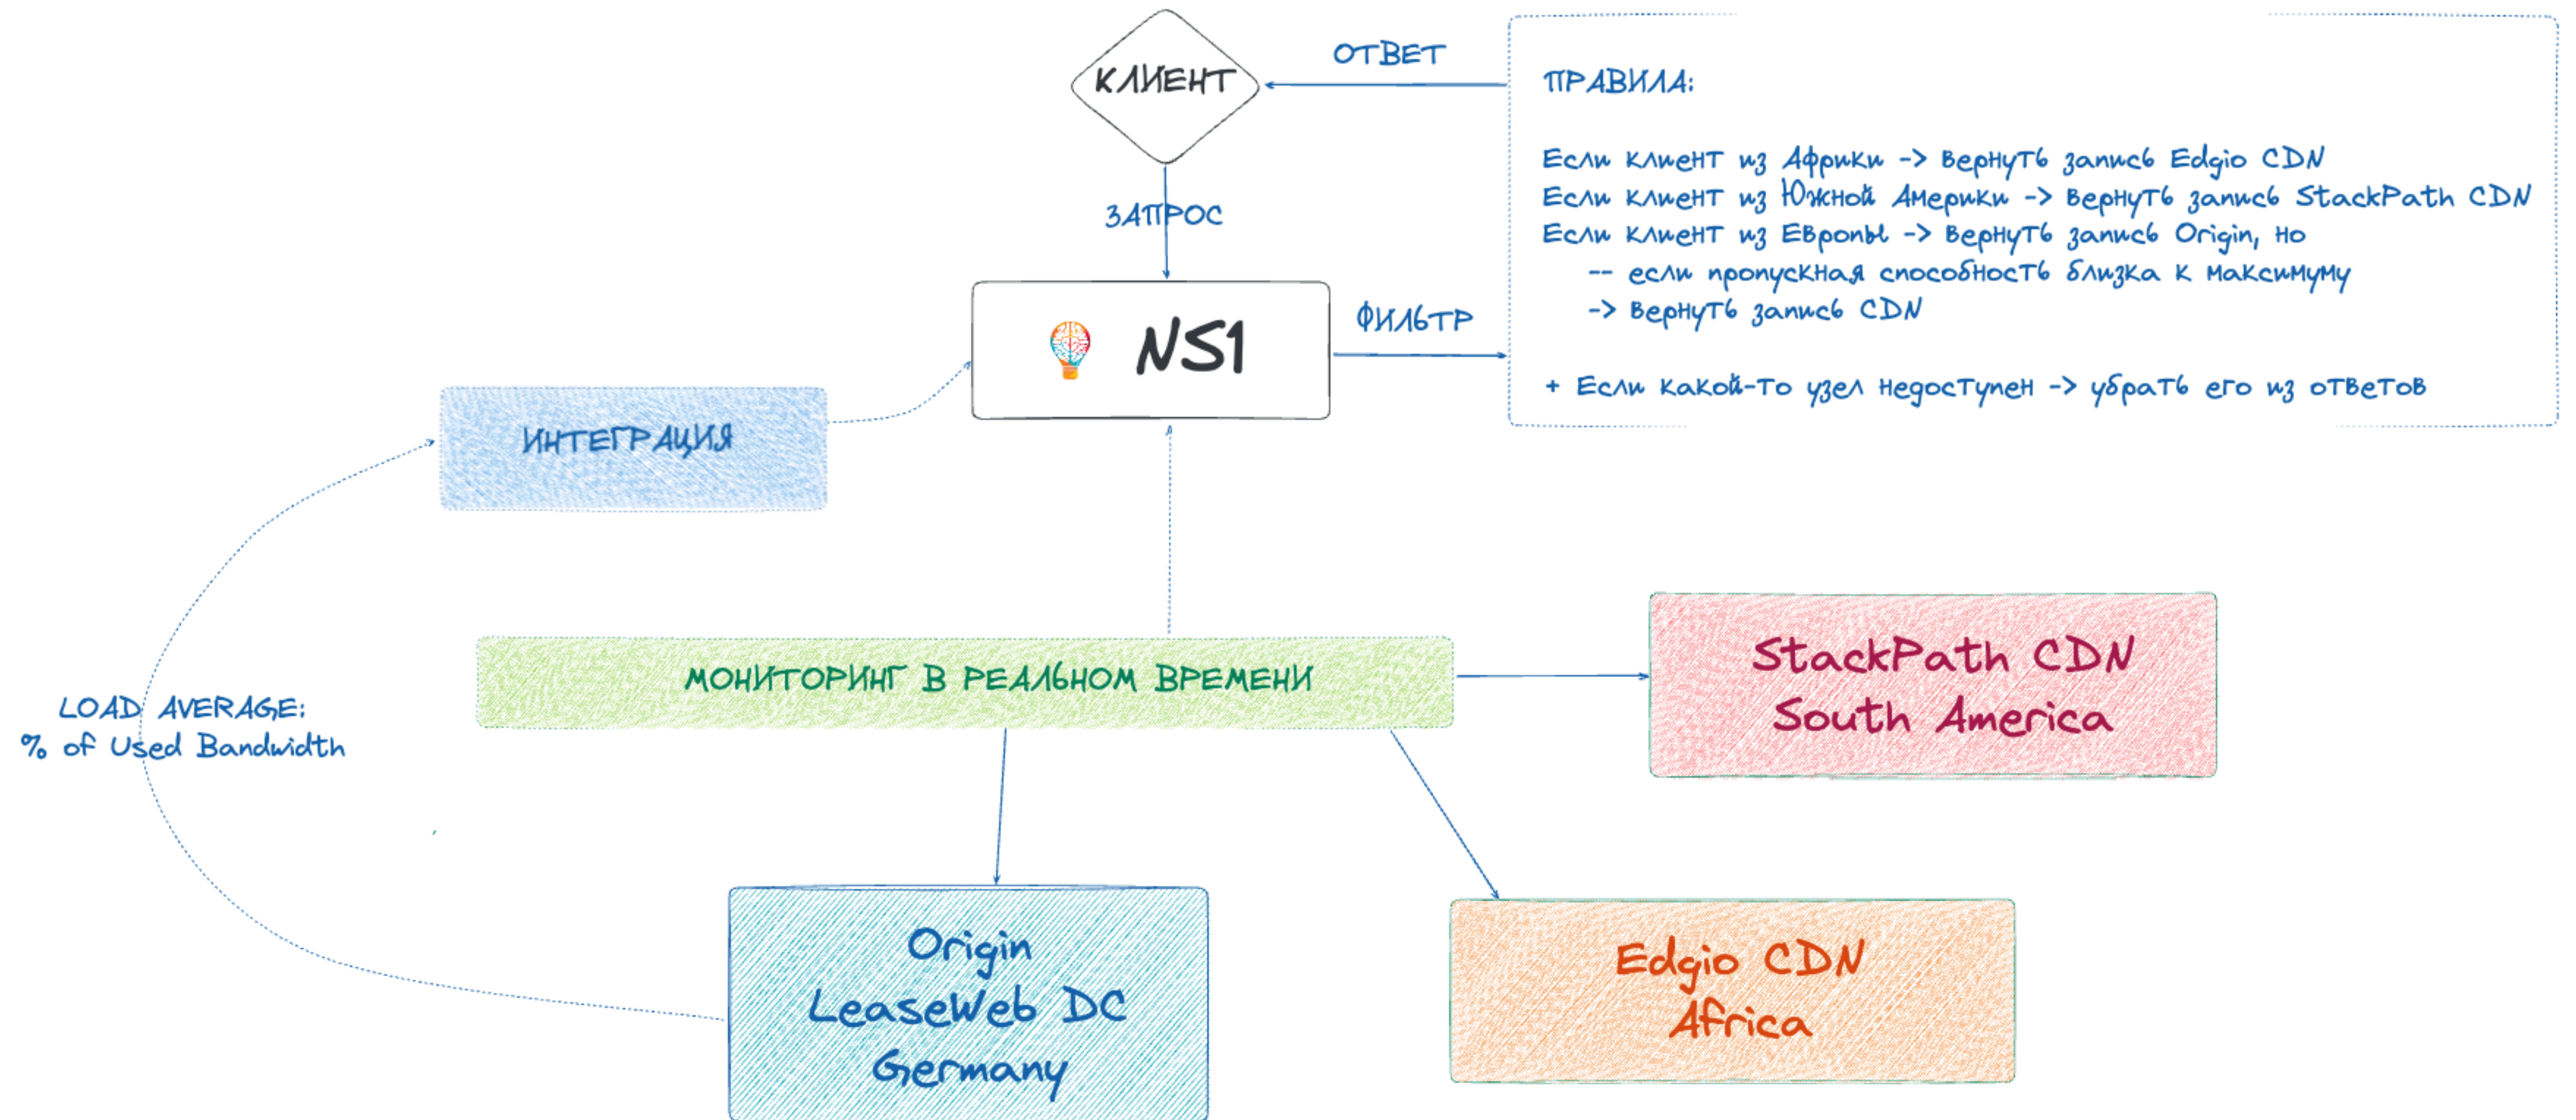 КЛИЕНТ
ОТВЕТ
ЗАПРОС
NS1
ФИЛЬТР
ПРАВИЛА:
Если клиент из Африки -> вернуть запись Edgio CDN
Если клиент из Южной Америки -> вернуть запись StackPath CDN
Если клиент из Европы -> вернуть запись Origin, но
-- если пропускная способность близка к максимуму
-> вернуть запись CDN
+ Если какой-то узел недоступен -> убрать его из ответов
ИНТЕГРАЦИЯ
МОНИТОРИНГ В РЕАЛЬНОМ ВРЕМЕНИ
LOAD AVERAGE:
% of Used Bandwidth
StackPath CDN
South America
Origin
LeaseWeb DC
Germany
Edgio CDN
Africa